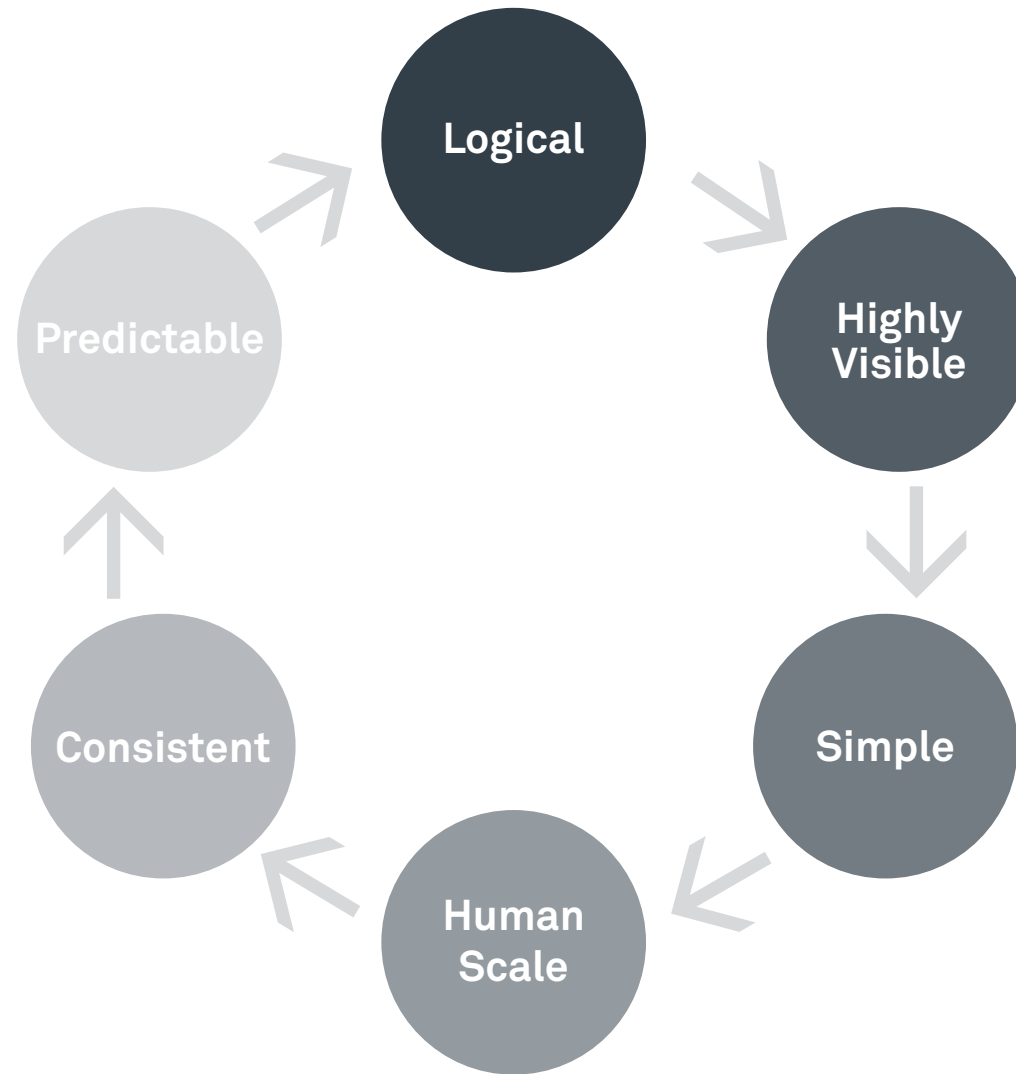 Logical
Highly
Visible
Simple
Human
Scale
Consistent
Predictable